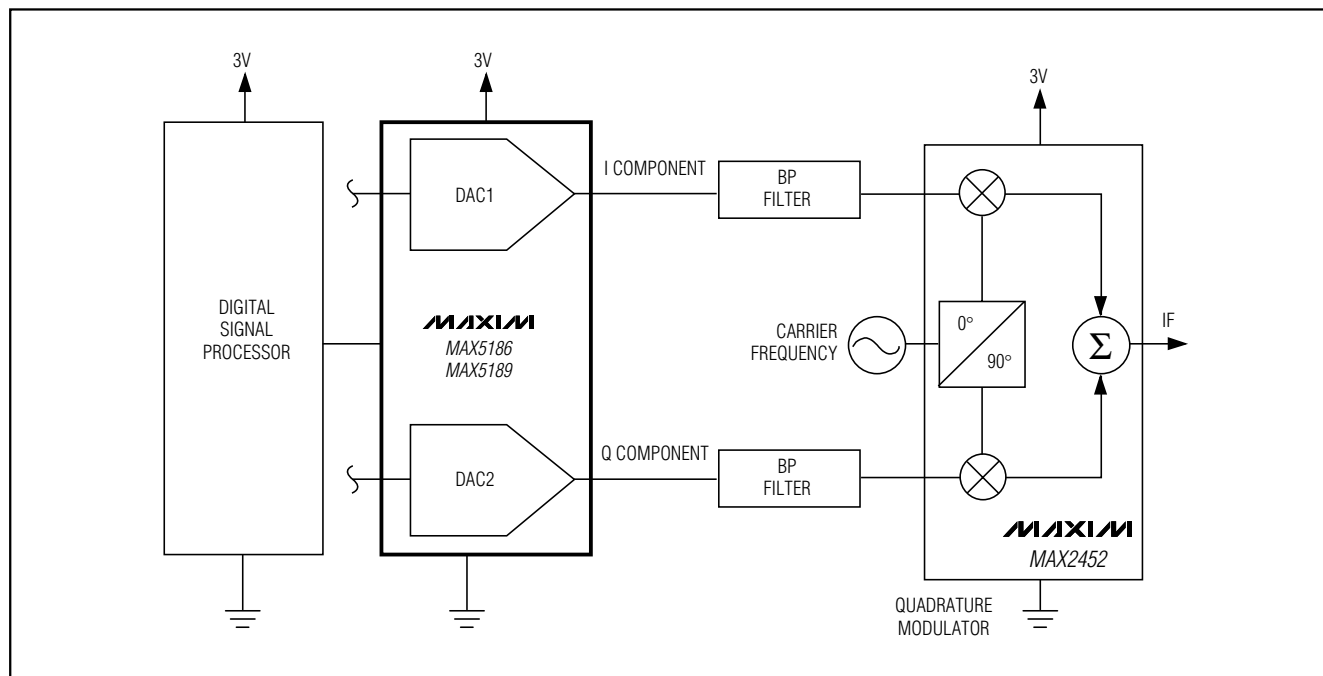 3V
3V
3V
DIGITAL
SIGNAL
PROCESSOR
DAC1
MAXIM
MAX5186
MAX5189
DAC2
I COMPONENT
BP
FILTER
Q COMPONENT
BP
FILTER
CARRIER
FREQUENCY
0°
90°
Σ
IF
MAXIM
MAX2452
QUADRATURE
MODULATOR